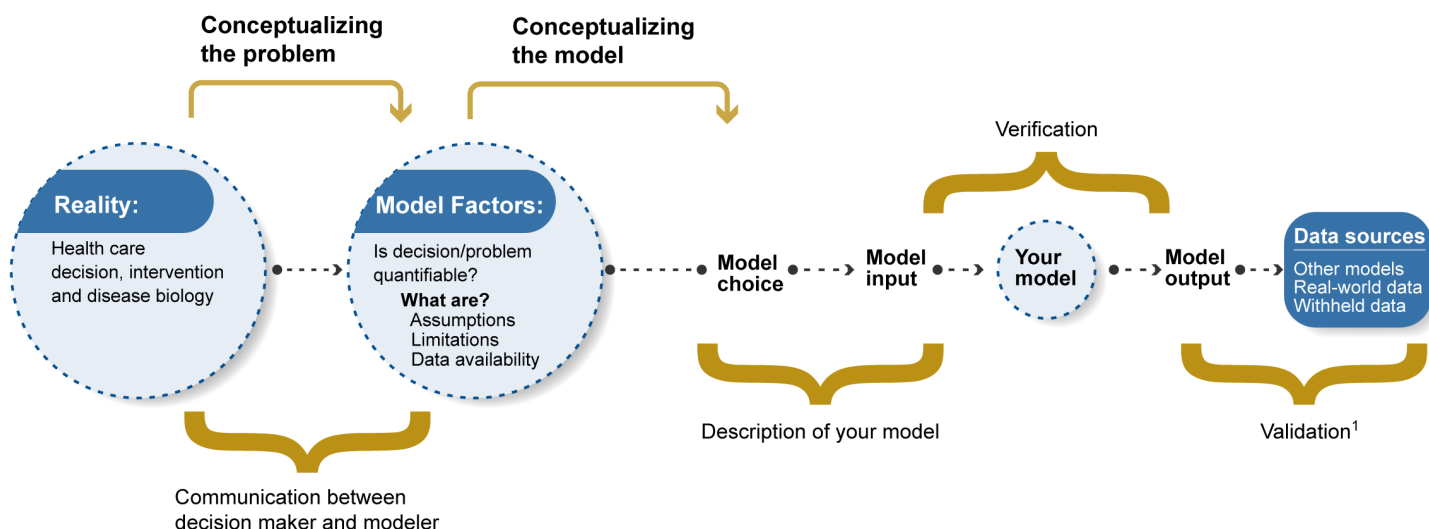 Conceptualizing
the problem
Conceptualizing
the model
Verification
Reality:
Health care
decision, intervention
and disease biology
Model Factors:
Is decision/problem
quantifiable?
What are?
Assumptions
Limitations
Data availability
Model
choice
Model
input
Your
model
Model
output
Data sources
Other models
Real-world data
Withheld data
Description of your model
Validation¹
Communication between
decision maker and modeler